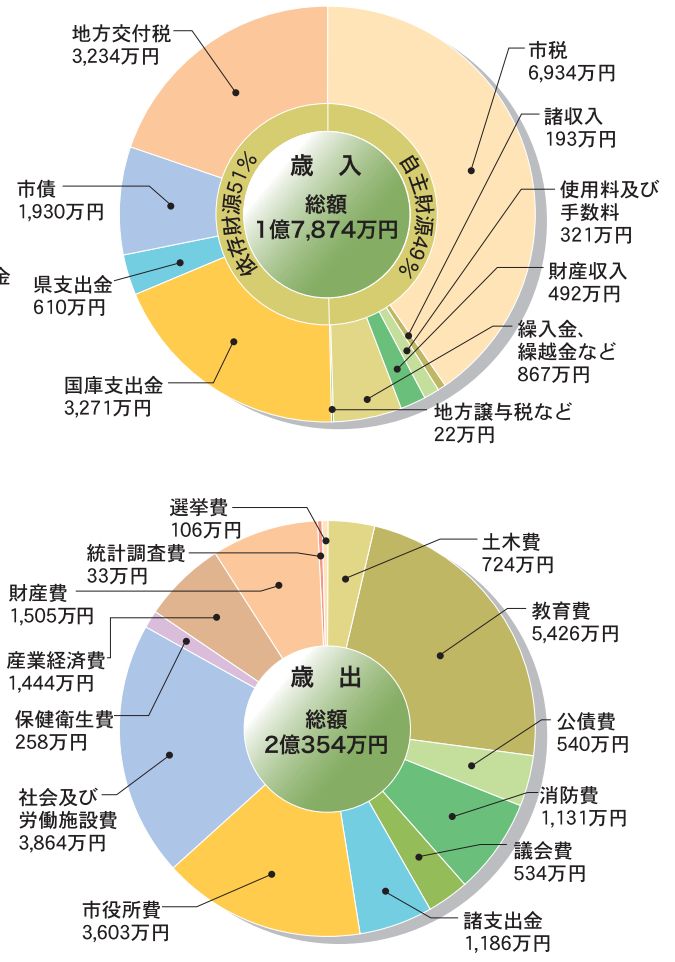 地方交付税
3,234万円
市税
6,934万円
諸収入
193万円
使用料及び
手数料
321万円
財産収入
492万円
繰入金、
繰越金など
867万円
地方譲与税など
22万円
国庫支出金
3,271万円
県支出金
610万円
市債
1,930万円
金
依存財源51%
自主財源49%
歳 入
総額
1億7,874万円
選挙費
106万円
統計調査費
33万円
財産費
1,505万円
産業経済費
1,444万円
保健衛生費
258万円
社会及び
労働施設費
3,864万円
市役所費
3,603万円
土木費
724万円
教育費
5,426万円
公債費
540万円
消防費
1,131万円
議会費
534万円
諸支出金
1,186万円
歳 出
総額
2億354万円